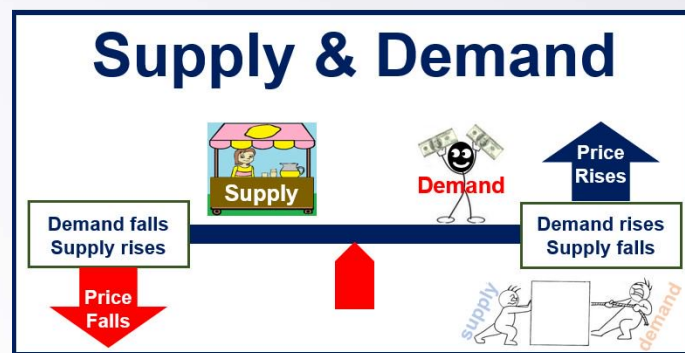 Supply & Demand
Supply
Demand
Price
Rises
Demand falls
Supply rises
Demand rises
Supply falls
Price
Falls
supply
demand